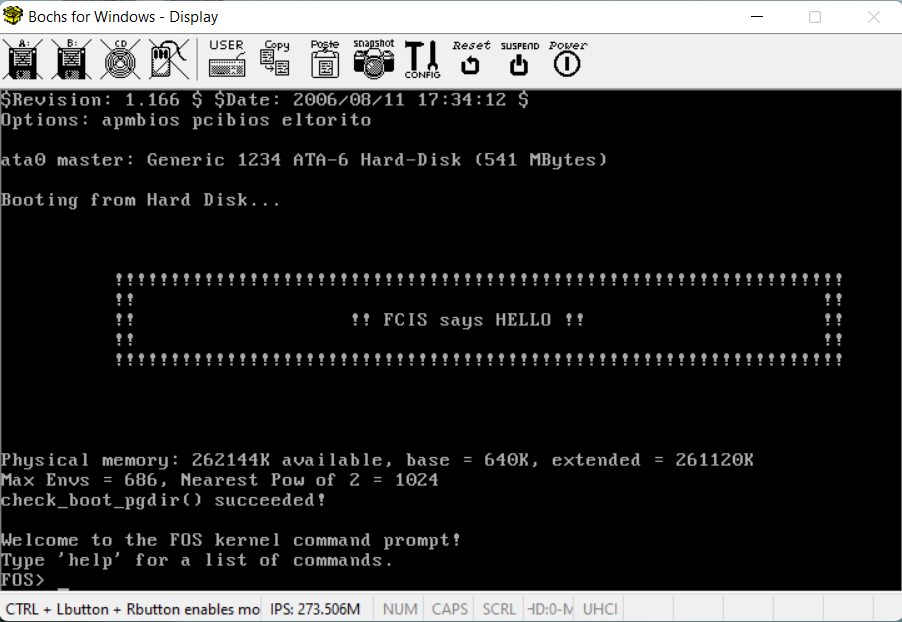 Bochs for Windows - Display
A: B: CD USER Copy Paste snapshot CONFIG Reset SUSPEND Power
$Revision: 1.166 $ $Date: 2006/08/11 17:34:12 $
Options: apmbios pcibios eltorito
ata0 master: Generic 1234 ATA-6 Hard-Disk (541 MBytes)
Booting from Hard Disk...
!!!!!!!!!!!!!!!!!!!!!!!!!!!!!!!!!!!!!!!!!!!!!!!!!!!!!!!!!!!!!!!!!
!! !!
!! !! FCIS says HELLO !! !!
!! !!
!!!!!!!!!!!!!!!!!!!!!!!!!!!!!!!!!!!!!!!!!!!!!!!!!!!!!!!!!!!!!!!!!
Physical memory: 262144K available, base = 640K, extended = 261120K
Max Envs = 686, Nearest Pow of 2 = 1024
check_boot_pgdir() succeeded!
Welcome to the FOS kernel command prompt!
Type 'help' for a list of commands.
FOS> _
CTRL + Lbutton + Rbutton enables mo IPS: 273.506M NUM CAPS SCRL HD:0-M UHCI